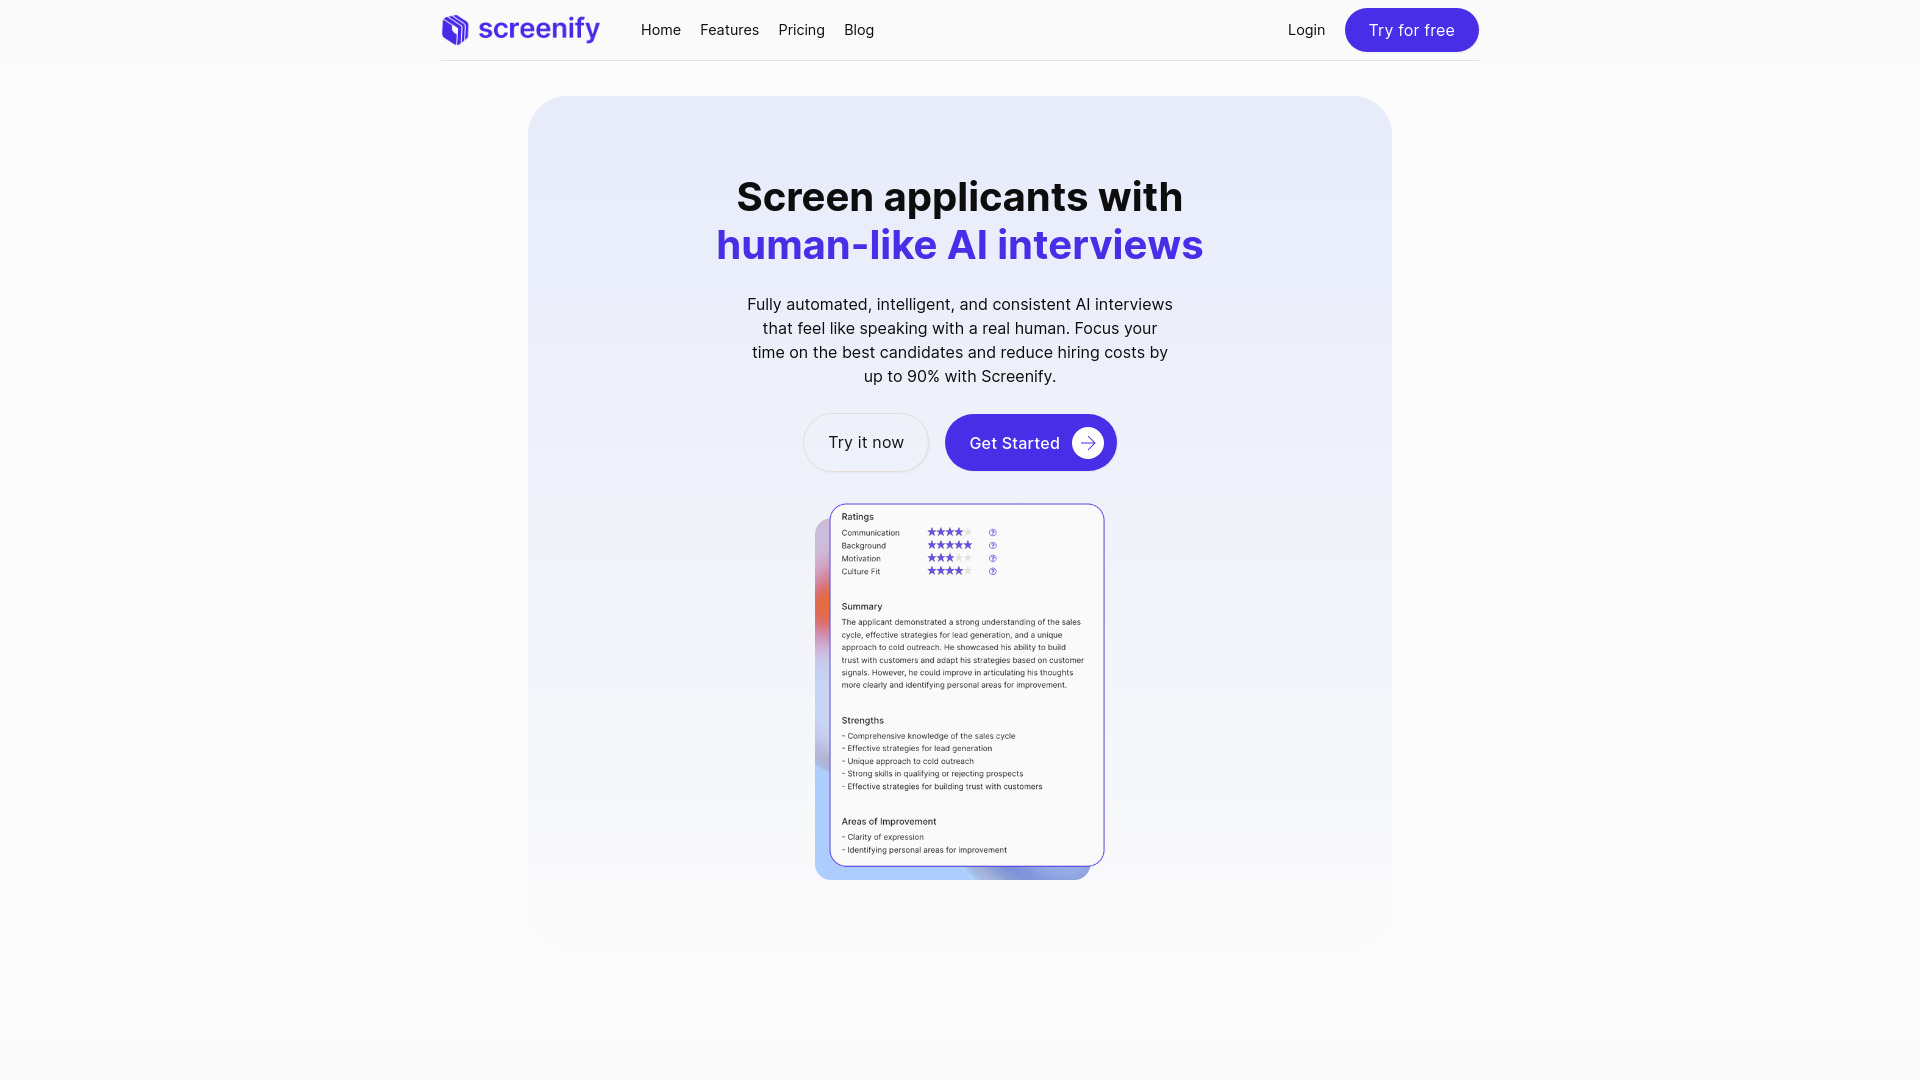 screenify
Home
Features
Pricing
Blog
Login
Try for free
Screen applicants with
human-like AI interviews
Fully automated, intelligent, and consistent AI interviews
that feel like speaking with a real human. Focus your
time on the best candidates and reduce hiring costs by
up to 90% with Screenify.
Try it now
Get Started
Ratings
Communication
Background
Motivation
Culture Fit
Summary
The applicant demonstrated a strong understanding of the sales
cycle, effective strategies for lead generation, and a unique
approach to cold outreach. He showcased his ability to build
trust with customers and adapt his strategies based on customer
signals. However, he could improve in articulating his thoughts
more clearly and identifying personal areas for improvement.
Strengths
- Comprehensive knowledge of the sales cycle
- Effective strategies for lead generation
- Unique approach to cold outreach
- Strong skills in qualifying or rejecting prospects
- Effective strategies for building trust with customers
Areas of Improvement
- Clarity of expression
- Identifying personal areas for improvement